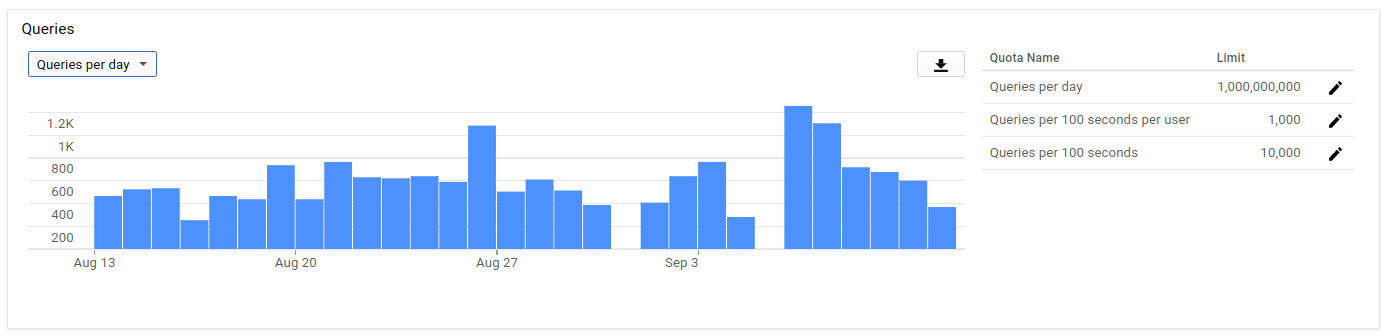 Queries
Queries per day
Quota Name Limit
Queries per day 1,000,000,000
Queries per 100 seconds per user 1,000
Queries per 100 seconds 10,000
1.2K
1K
800
600
400
200
Aug 13 Aug 20 Aug 27 Sep 3